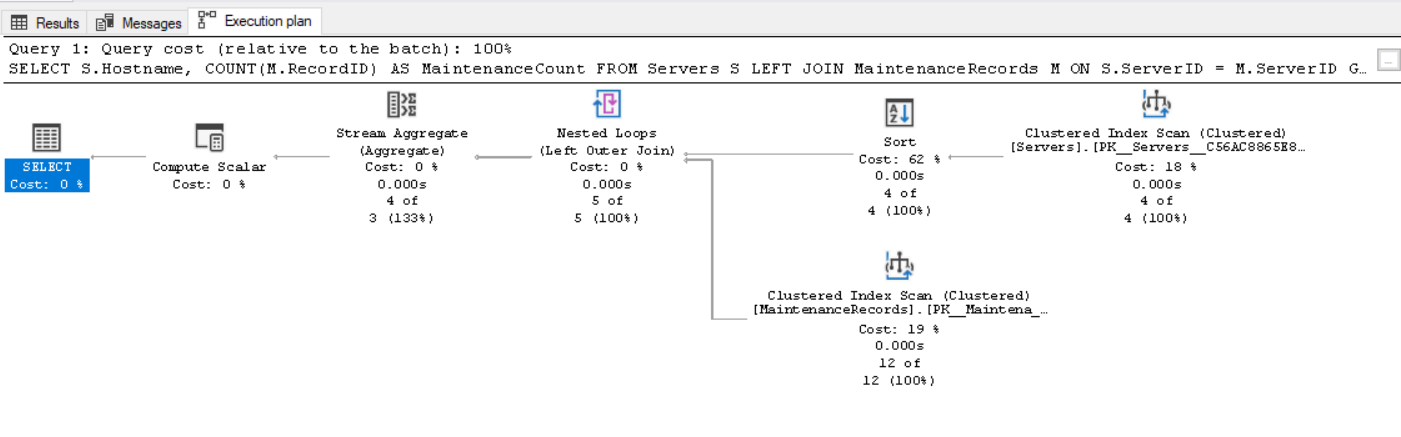 Results Messages Execution plan
Query 1: Query cost (relative to the batch): 100%
SELECT S.Hostname, COUNT(M.RecordID) AS MaintenanceCount FROM Servers S LEFT JOIN MaintenanceRecords M ON S.ServerID = M.ServerID G…
...
SELECT
Cost: 0 %
Compute Scalar
Cost: 0 %
Stream Aggregate
(Aggregate)
Cost: 0 %
0.000s
4 of
3 (133%)
Nested Loops
(Left Outer Join)
Cost: 0 %
0.000s
5 of
5 (100%)
Sort
Cost: 62 %
0.000s
4 of
4 (100%)
Clustered Index Scan (Clustered)
[Servers].[PK__Servers__C56AC8865E8…
Cost: 18 %
0.000s
4 of
4 (100%)
Clustered Index Scan (Clustered)
[MaintenanceRecords].[PK__Maintena_…
Cost: 19 %
0.000s
12 of
12 (100%)